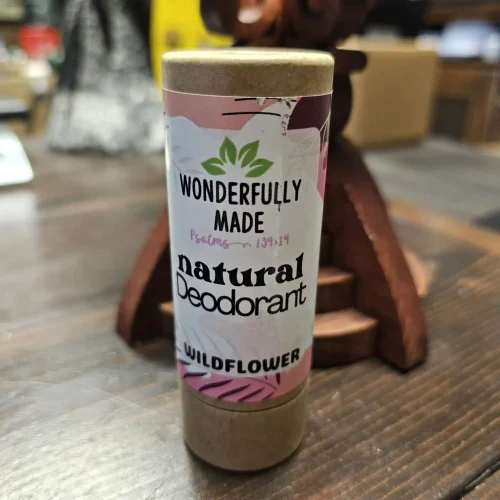 WONDERFULLY
MADE
Psalms 139:14
natural
Deodorant
WILDFLOWER